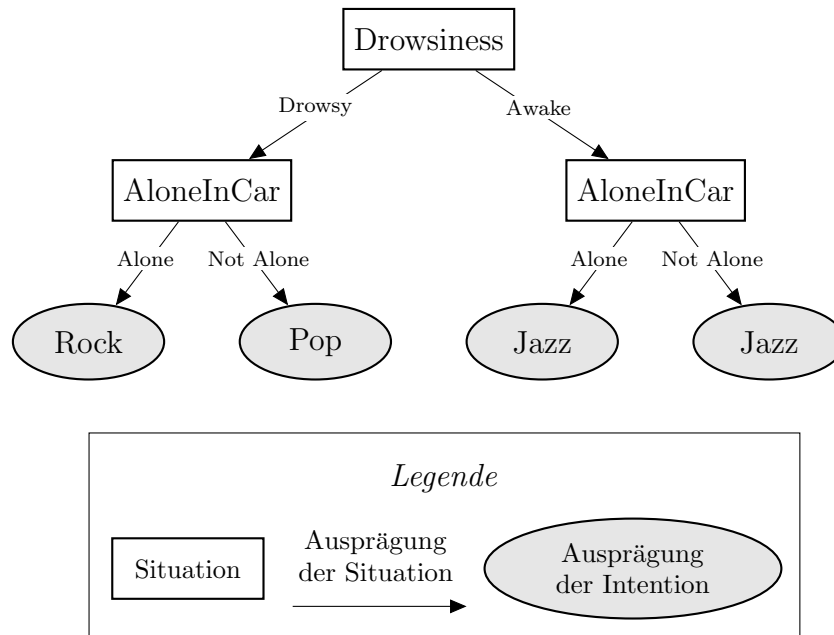 Drowsiness
Drowsy
Awake
AloneInCar
AloneInCar
Alone
Not Alone
Alone
Not Alone
Rock
Pop
Jazz
Jazz
Legende
Situation
Ausprägung
der Situation
Ausprägung
der Intention